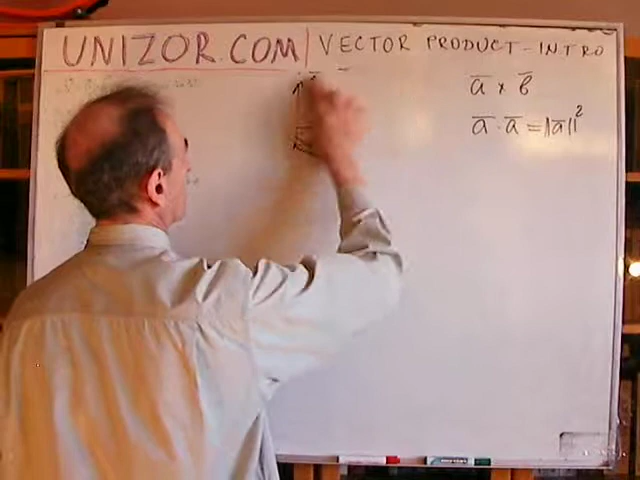 UNIZOR.COM | VECTOR PRODUCT - INTRO
a̅ × b̅
a̅ · a̅ = ||a̅||²